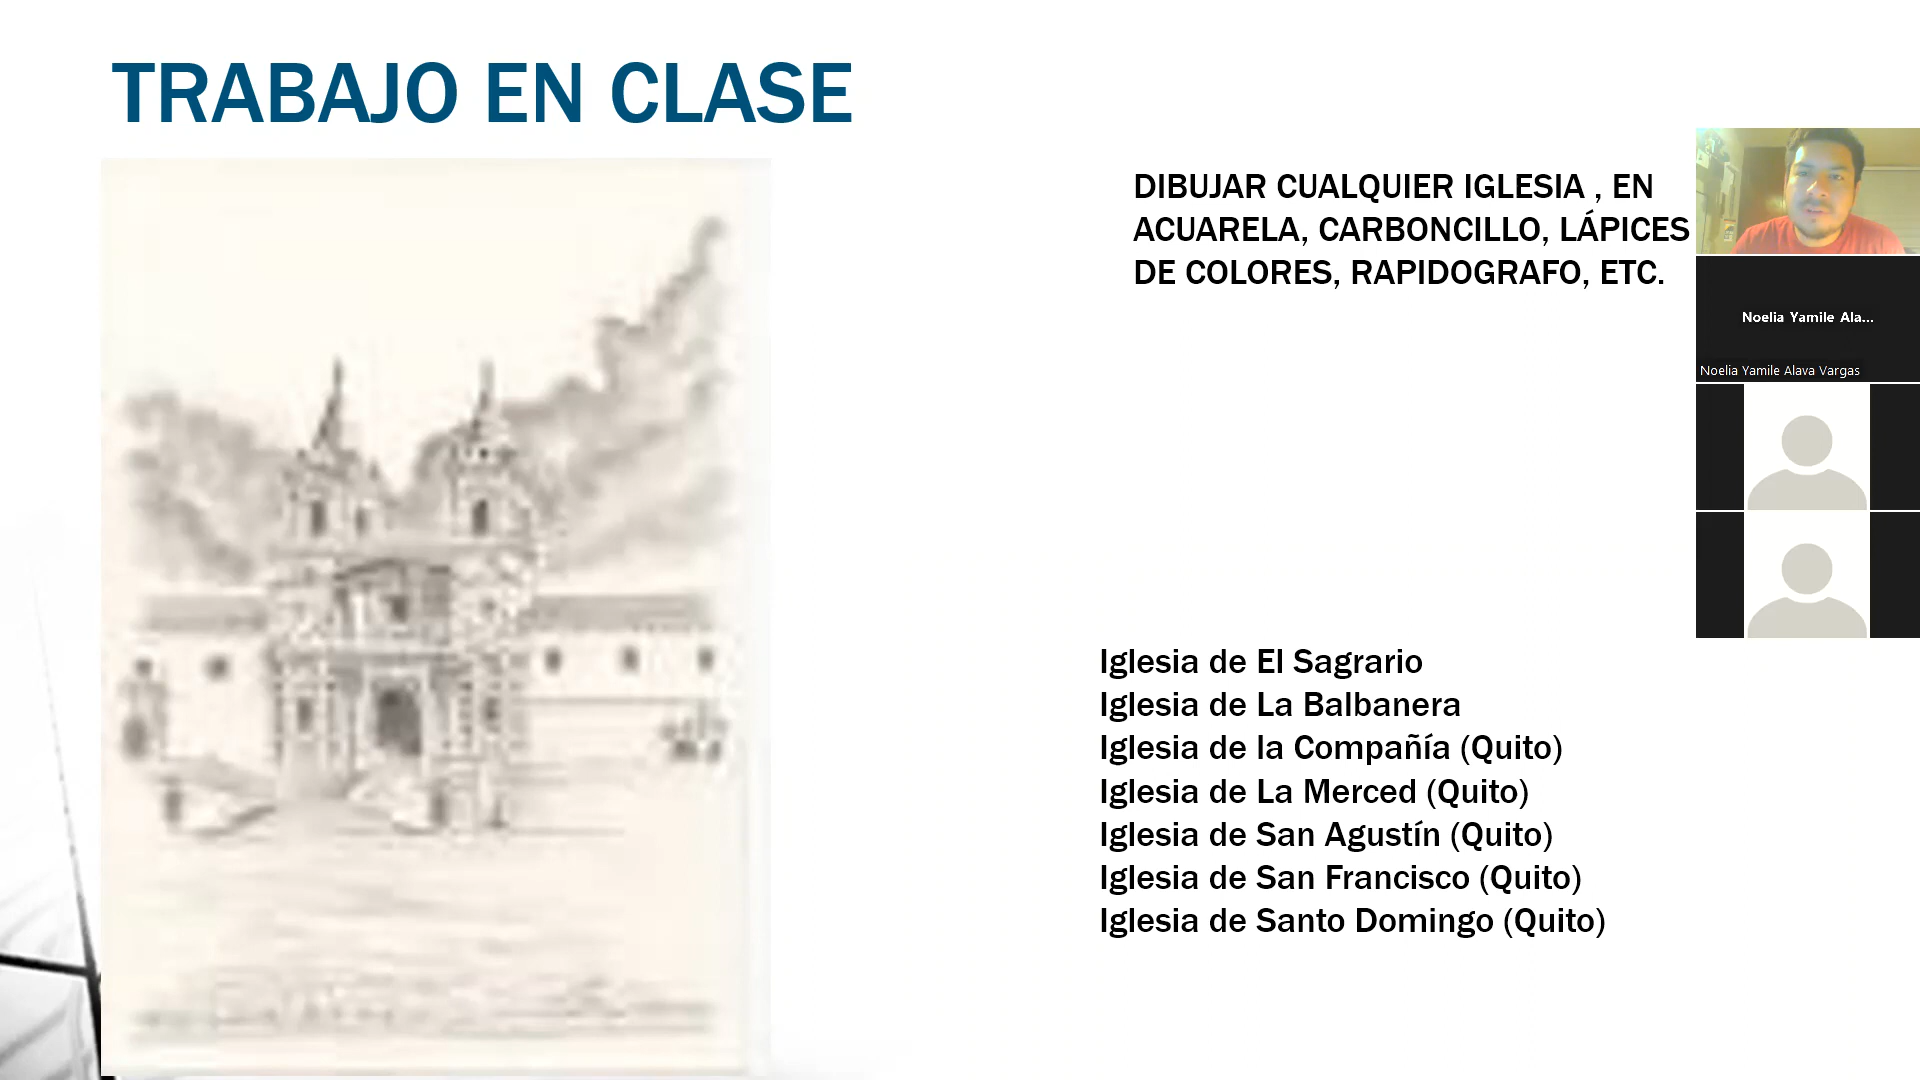 TRABAJO EN CLASE
DIBUJAR CUALQUIER IGLESIA , EN
ACUARELA, CARBONCILLO, LÁPICES
DE COLORES, RAPIDOGRAFO, ETC.
Noelia Yamile Ala...
Noelia Yamile Alava Vargas
Iglesia de El Sagrario
Iglesia de La Balbanera
Iglesia de la Compañía (Quito)
Iglesia de La Merced (Quito)
Iglesia de San Agustín (Quito)
Iglesia de San Francisco (Quito)
Iglesia de Santo Domingo (Quito)